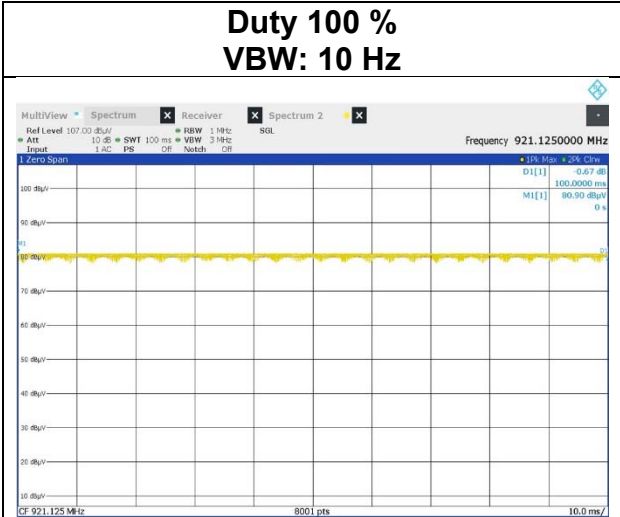 Duty 100 %
VBW: 10 Hz
MultiView Spectrum X Receiver X Spectrum 2 X
Ref Level 107.00 dBµV RBW 1 MHz SGL
Att 10 dB SWT 100 ms VBW 3 MHz Frequency 921.1250000 MHz
Input 1 AC PS Off Notch Off
1 Zero Span 1Pk Max 2Pk Clrw
D1[1] -0.67 dB
100.0000 ms
M1[1] 80.90 dBµV
0 s
100 dBµV
90 dBµV
M1
D1
80 dBµV
70 dBµV
60 dBµV
50 dBµV
40 dBµV
30 dBµV
20 dBµV
10 dBµV
CF 921.125 MHz 8001 pts 10.0 ms/